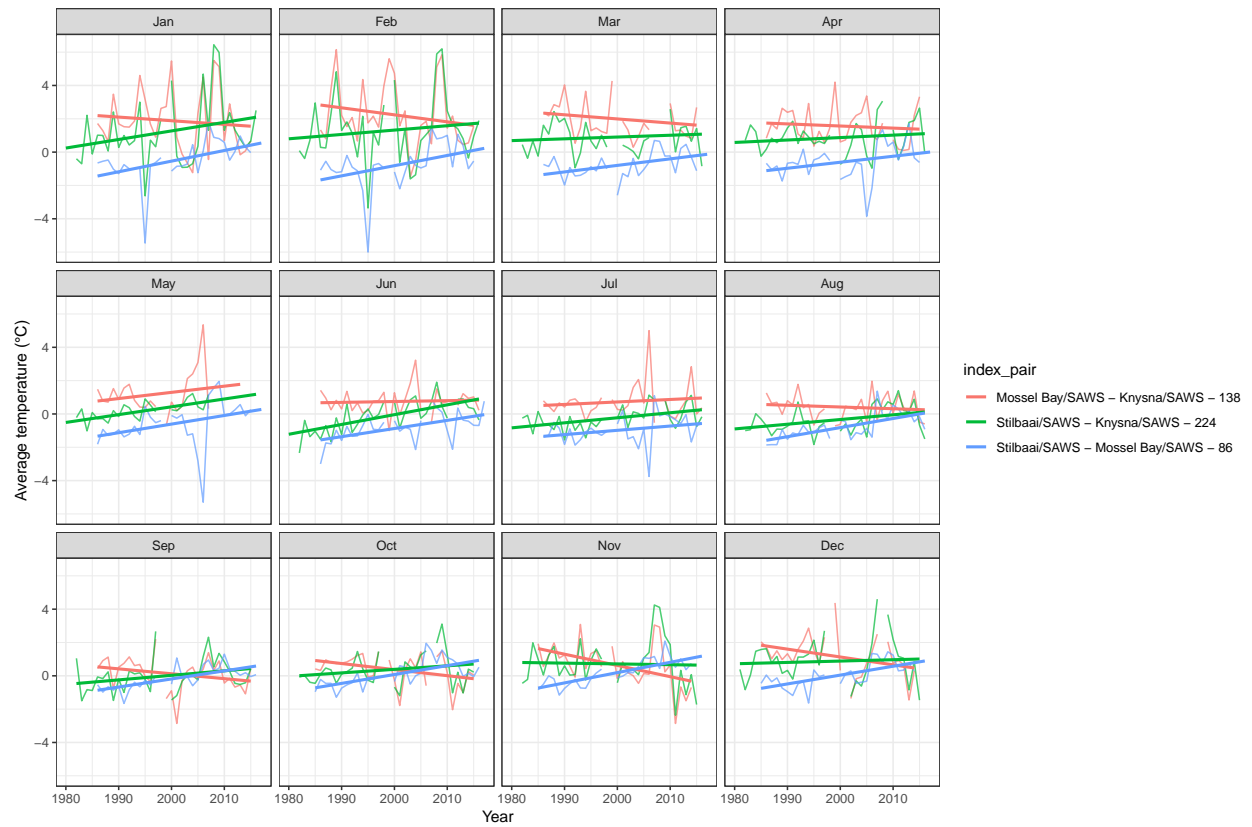 Jan Feb Mar Apr
4
0
−4
May Jun Jul Aug
4
0
−4
Sep Oct Nov Dec
4
0
−4
1980 1990 2000 2010 1980 1990 2000 2010 1980 1990 2000 2010 1980 1990 2000 2010
Year
Average temperature (°C)
index_pair
Mossel Bay/SAWS − Knysna/SAWS − 138
Stilbaai/SAWS − Knysna/SAWS − 224
Stilbaai/SAWS − Mossel Bay/SAWS − 86